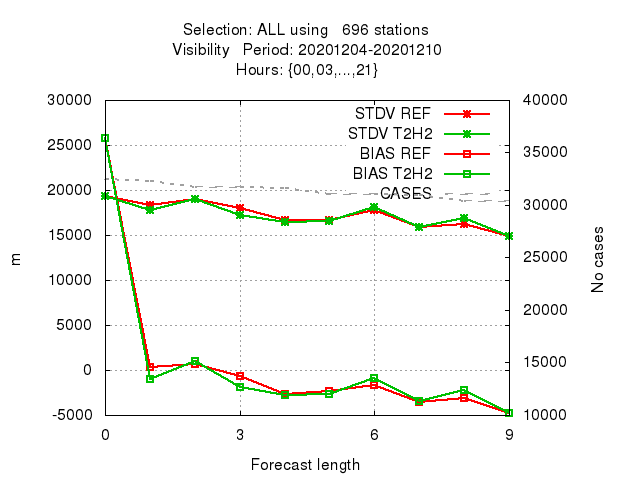 Selection: ALL using   696 stations
Visibility   Period: 20201204-20201210
Hours: {00,03,...,21}
30000
25000
20000
15000
10000
5000
0
-5000
m
STDV REF
STDV T2H2
BIAS REF
BIAS T2H2
CASES
40000
35000
30000
25000
20000
15000
10000
No cases
0 3 6 9
Forecast length